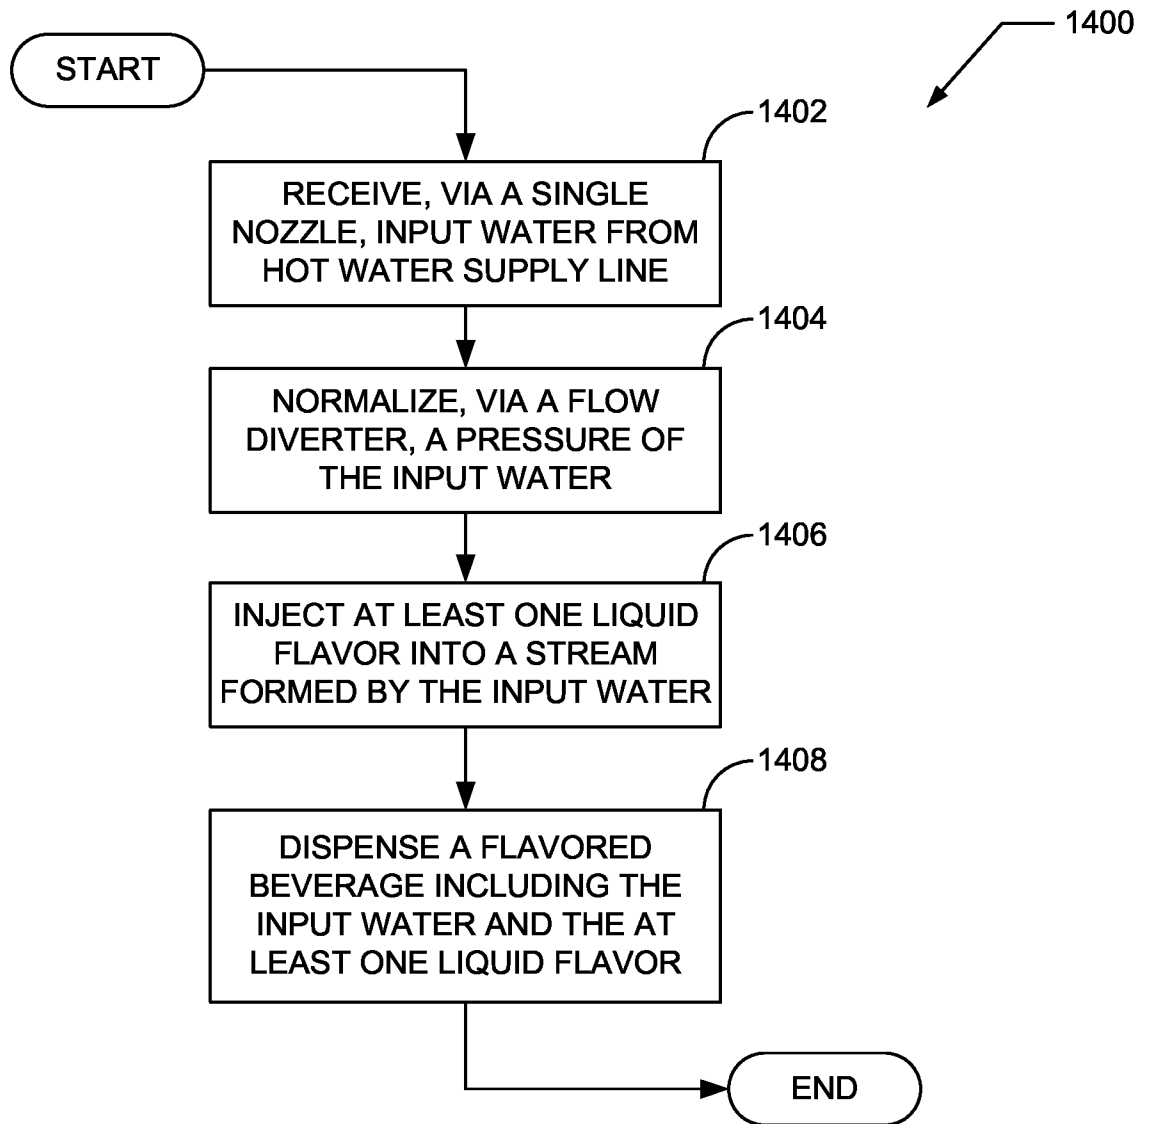 1400
START
1402
RECEIVE, VIA A SINGLE
NOZZLE, INPUT WATER FROM
HOT WATER SUPPLY LINE
1404
NORMALIZE, VIA A FLOW
DIVERTER, A PRESSURE OF
THE INPUT WATER
1406
INJECT AT LEAST ONE LIQUID
FLAVOR INTO A STREAM
FORMED BY THE INPUT WATER
1408
DISPENSE A FLAVORED
BEVERAGE INCLUDING THE
INPUT WATER AND THE AT
LEAST ONE LIQUID FLAVOR
END